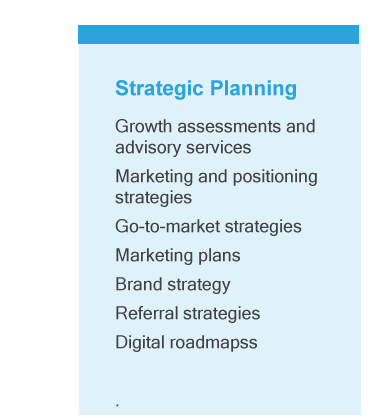 Strategic Planning
Growth assessments and
advisory services
Marketing and positioning
strategies
Go-to-market strategies
Marketing plans
Brand strategy
Referral strategies
Digital roadmapss
.